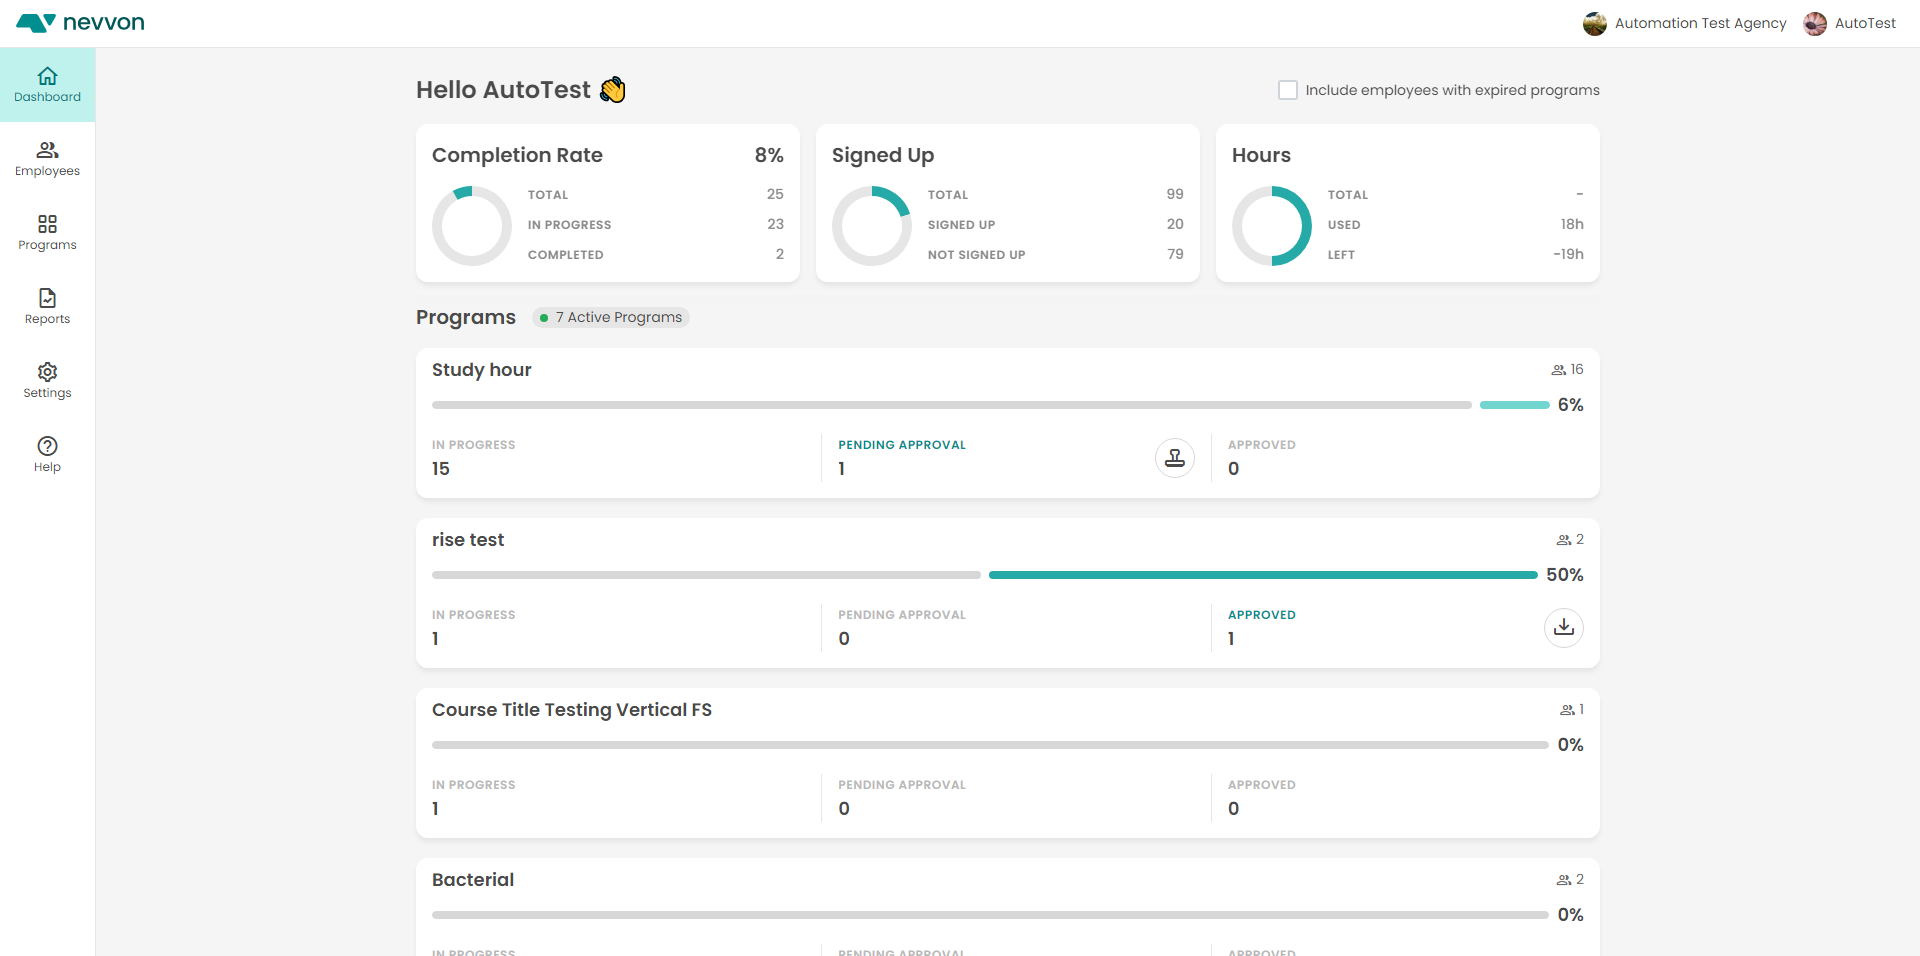 nevvon
Automation Test Agency
AutoTest
Dashboard
Employees
Programs
Reports
Settings
Help
Hello AutoTest 👋
Include employees with expired programs
Completion Rate 8%
TOTAL 25
IN PROGRESS 23
COMPLETED 2
Signed Up
TOTAL 99
SIGNED UP 20
NOT SIGNED UP 79
Hours
TOTAL -
USED 18h
LEFT -19h
Programs
7 Active Programs
Study hour 16
6%
IN PROGRESS
15
PENDING APPROVAL
1
APPROVED
0
rise test 2
50%
IN PROGRESS
1
PENDING APPROVAL
0
APPROVED
1
Course Title Testing Vertical FS 1
0%
IN PROGRESS
1
PENDING APPROVAL
0
APPROVED
0
Bacterial 2
0%
IN PROGRESS
PENDING APPROVAL
APPROVED